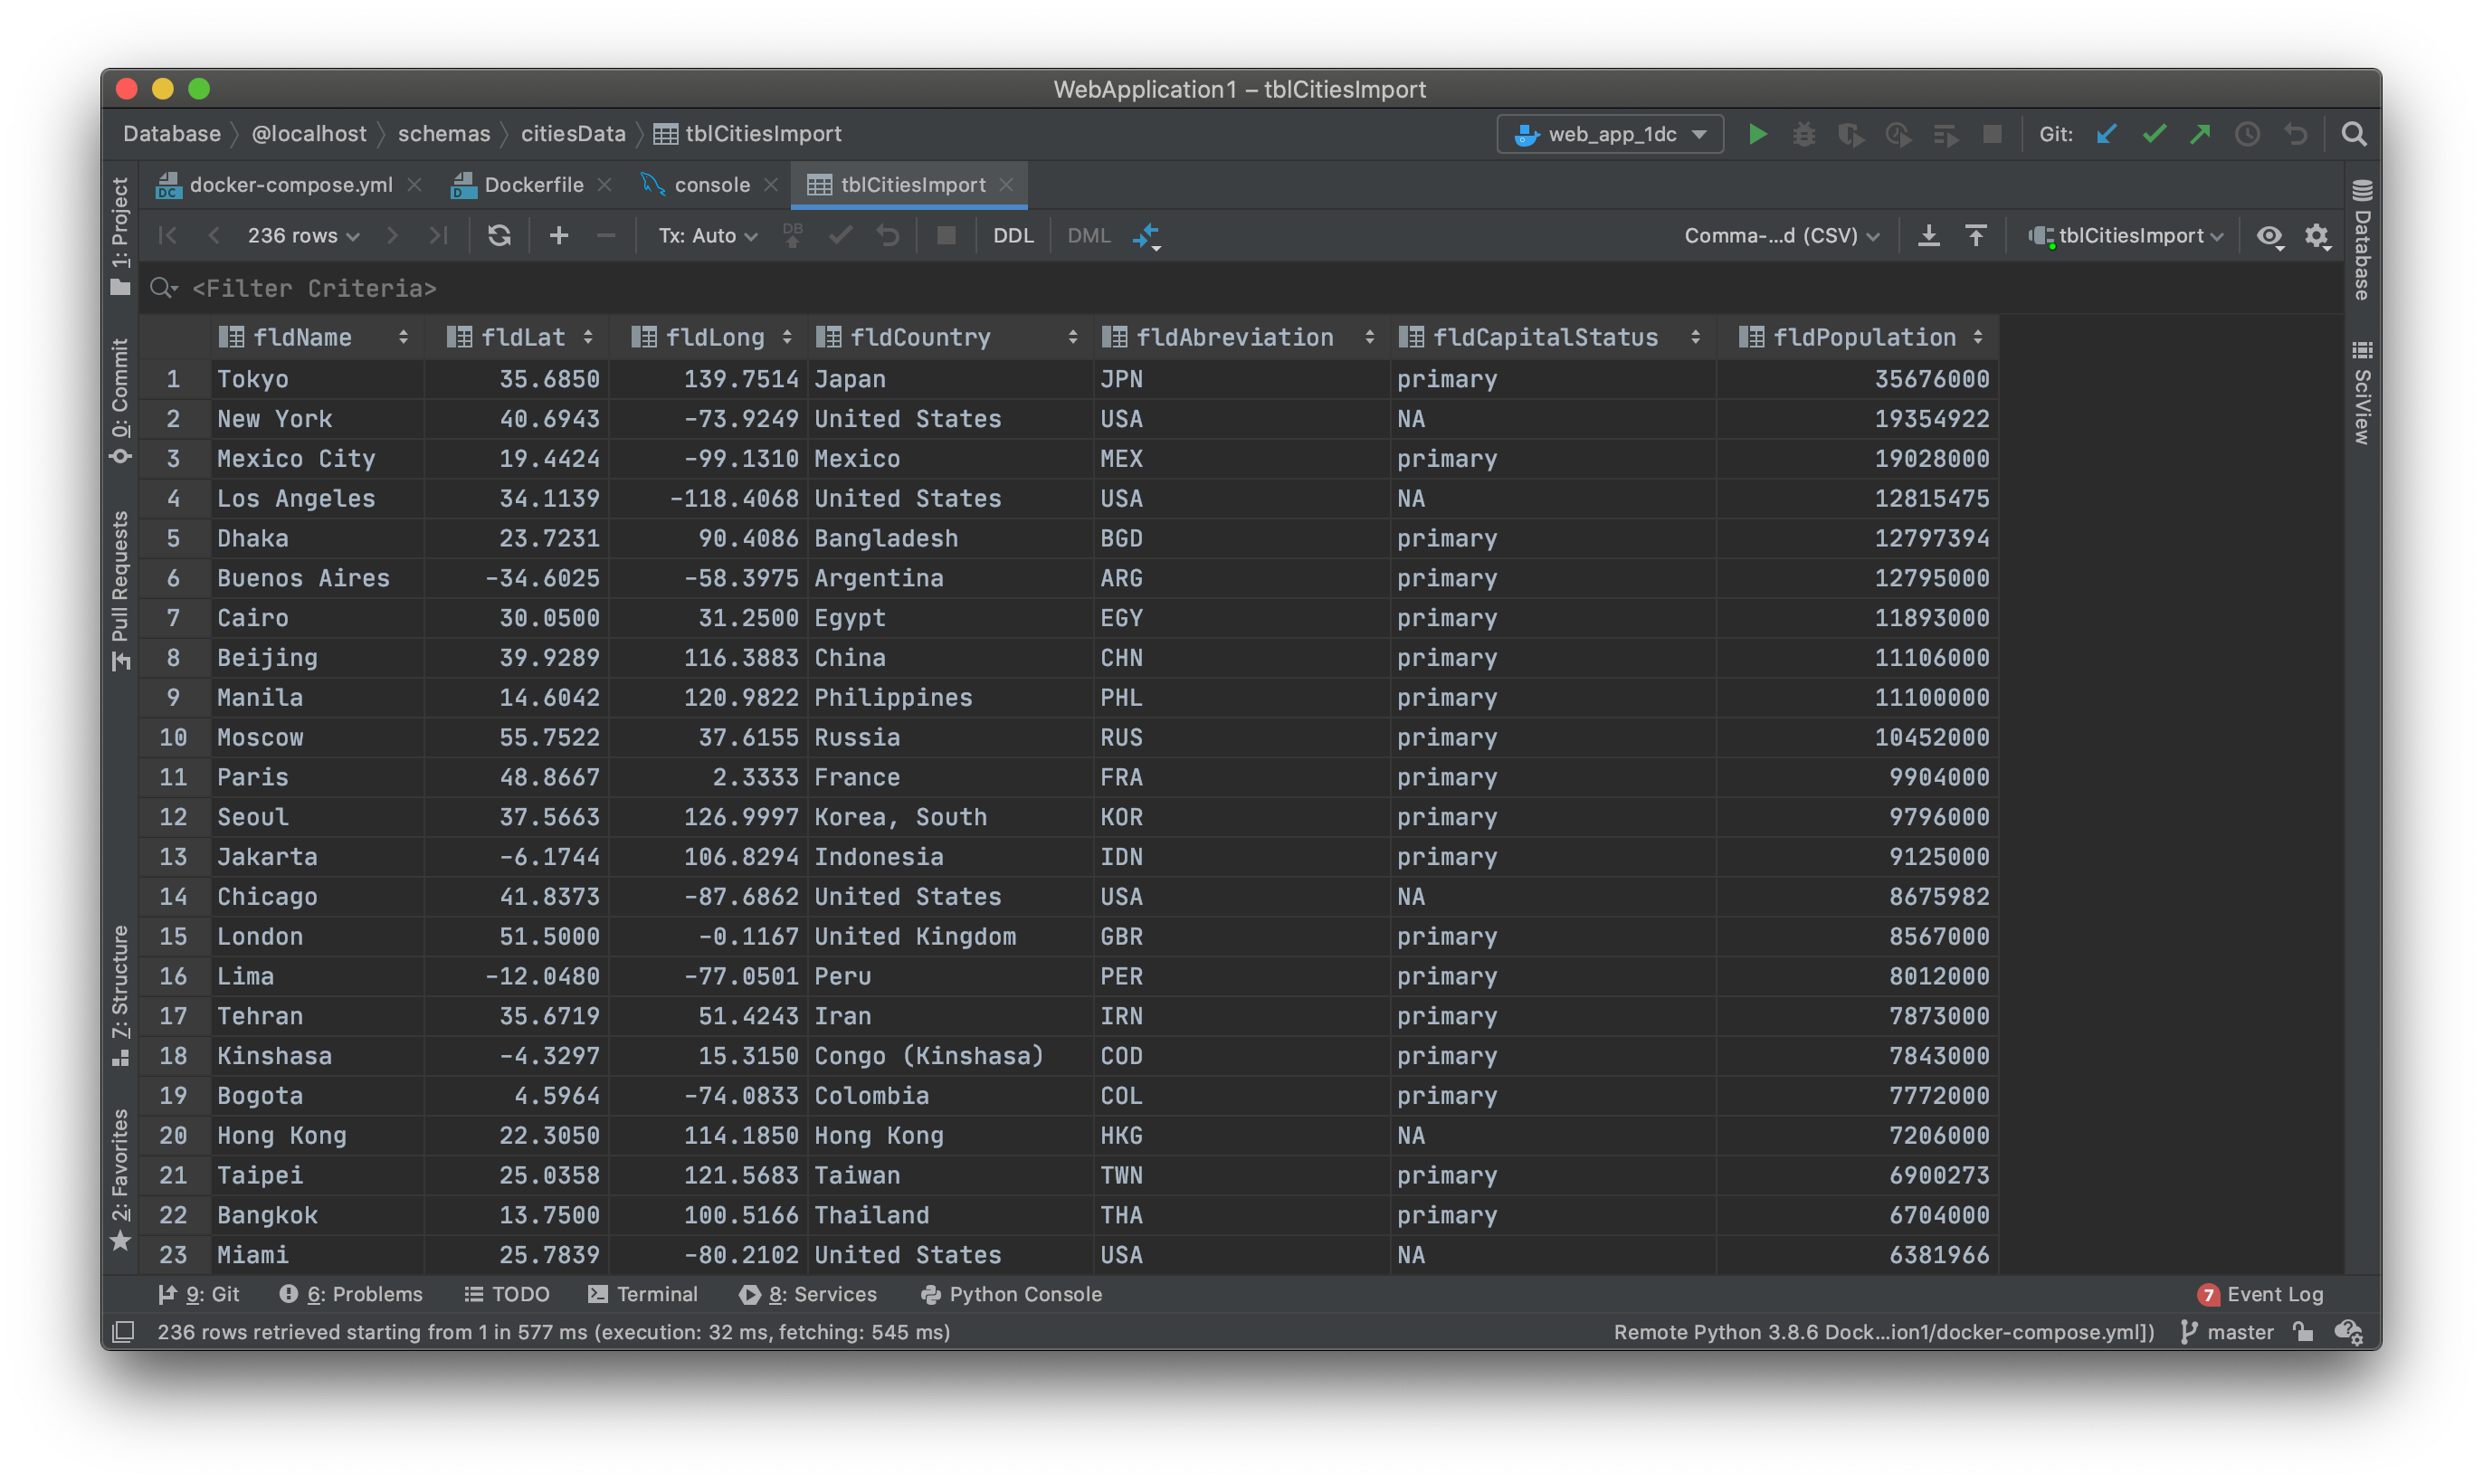 WebApplication1 – tblCitiesImport
Database @localhost schemas citiesData tblCitiesImport web_app_1dc Git:
docker-compose.yml Dockerfile console tblCitiesImport
236 rows Tx: Auto DB DDL DML Comma-...d (CSV) tblCitiesImport
<Filter Criteria>
fldName fldLat fldLong fldCountry fldAbreviation fldCapitalStatus fldPopulation
1 Tokyo 35.6850 139.7514 Japan JPN primary 35676000
2 New York 40.6943 -73.9249 United States USA NA 19354922
3 Mexico City 19.4424 -99.1310 Mexico MEX primary 19028000
4 Los Angeles 34.1139 -118.4068 United States USA NA 12815475
5 Dhaka 23.7231 90.4086 Bangladesh BGD primary 12797394
6 Buenos Aires -34.6025 -58.3975 Argentina ARG primary 12795000
7 Cairo 30.0500 31.2500 Egypt EGY primary 11893000
8 Beijing 39.9289 116.3883 China CHN primary 11106000
9 Manila 14.6042 120.9822 Philippines PHL primary 11100000
10 Moscow 55.7522 37.6155 Russia RUS primary 10452000
11 Paris 48.8667 2.3333 France FRA primary 9904000
12 Seoul 37.5663 126.9997 Korea, South KOR primary 9796000
13 Jakarta -6.1744 106.8294 Indonesia IDN primary 9125000
14 Chicago 41.8373 -87.6862 United States USA NA 8675982
15 London 51.5000 -0.1167 United Kingdom GBR primary 8567000
16 Lima -12.0480 -77.0501 Peru PER primary 8012000
17 Tehran 35.6719 51.4243 Iran IRN primary 7873000
18 Kinshasa -4.3297 15.3150 Congo (Kinshasa) COD primary 7843000
19 Bogota 4.5964 -74.0833 Colombia COL primary 7772000
20 Hong Kong 22.3050 114.1850 Hong Kong HKG NA 7206000
21 Taipei 25.0358 121.5683 Taiwan TWN primary 6900273
22 Bangkok 13.7500 100.5166 Thailand THA primary 6704000
23 Miami 25.7839 -80.2102 United States USA NA 6381966
1: Project
0: Commit
Pull Requests
7: Structure
2: Favorites
Database
SciView
9: Git 6: Problems TODO Terminal 8: Services Python Console 7 Event Log
236 rows retrieved starting from 1 in 577 ms (execution: 32 ms, fetching: 545 ms) Remote Python 3.8.6 Dock...ion1/docker-compose.yml]) master